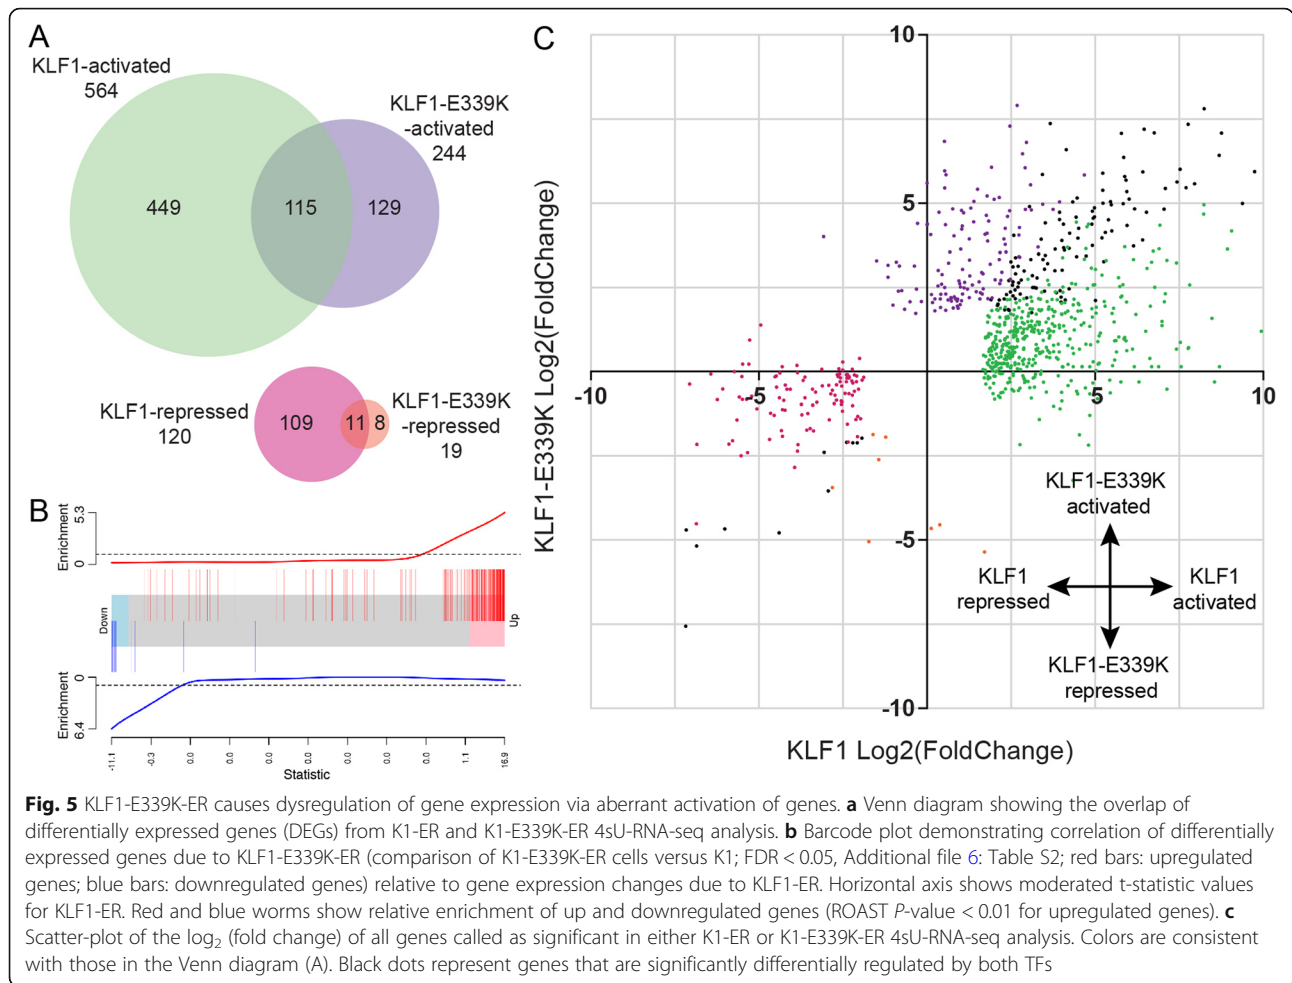 A
KLF1-activated
564
KLF1-E339K
-activated
244
449
115
129
KLF1-repressed
120
109
11
8
KLF1-E339K
-repressed
19
B
Enrichment
5.3
0
Down
Up
Enrichment
0
6.4
-11.1
-0.3
0.0
0.0
0.0
0.0
0.0
0.0
0.0
1.1
16.9
Statistic
C
KLF1-E339K Log2(FoldChange)
10
5
-10
-5
5
10
-5
-10
KLF1 Log2(FoldChange)
KLF1-E339K
activated
KLF1
repressed
KLF1
activated
KLF1-E339K
repressed
Fig. 5 KLF1-E339K-ER causes dysregulation of gene expression via aberrant activation of genes. a Venn diagram showing the overlap of
differentially expressed genes (DEGs) from K1-ER and K1-E339K-ER 4sU-RNA-seq analysis. b Barcode plot demonstrating correlation of differentially
expressed genes due to KLF1-E339K-ER (comparison of K1-E339K-ER cells versus K1; FDR < 0.05, Additional file 6: Table S2; red bars: upregulated
genes; blue bars: downregulated genes) relative to gene expression changes due to KLF1-ER. Horizontal axis shows moderated t-statistic values
for KLF1-ER. Red and blue worms show relative enrichment of up and downregulated genes (ROAST P-value < 0.01 for upregulated genes). c
Scatter-plot of the log2 (fold change) of all genes called as significant in either K1-ER or K1-E339K-ER 4sU-RNA-seq analysis. Colors are consistent
with those in the Venn diagram (A). Black dots represent genes that are significantly differentially regulated by both TFs